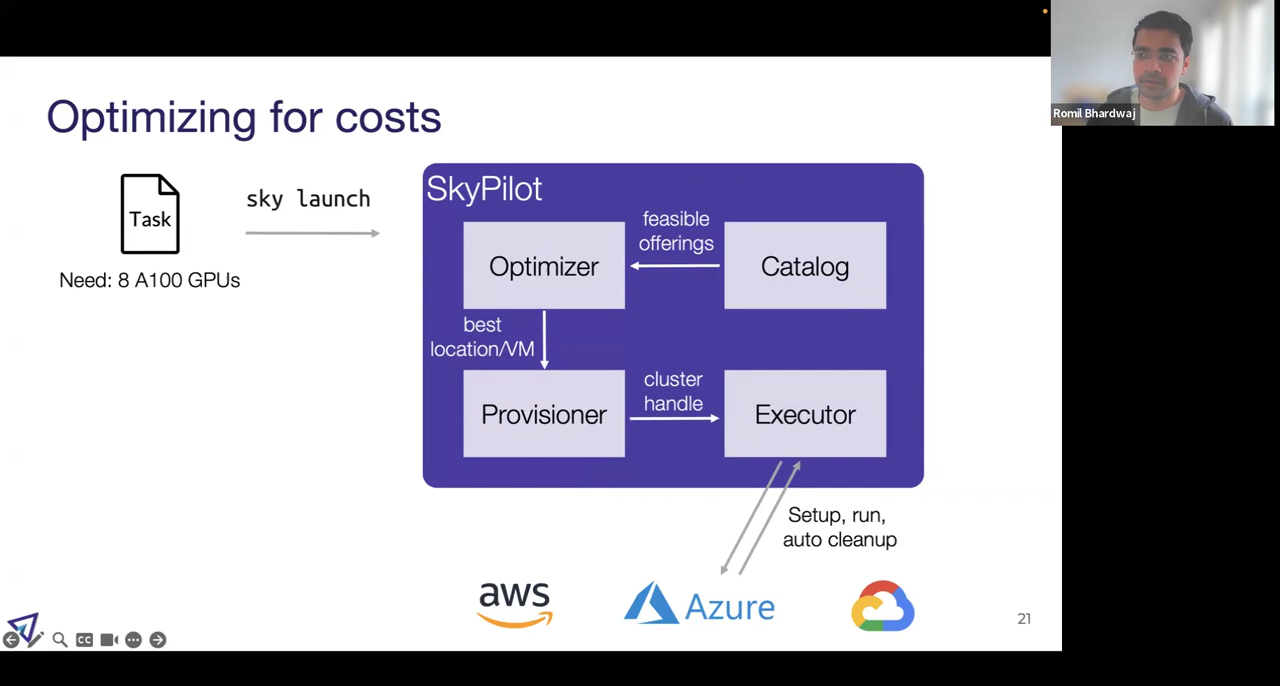 Romil Bhardwaj
Optimizing for costs
Task
sky launch
Need: 8 A100 GPUs
SkyPilot
Optimizer
feasible
offerings
Catalog
best
location/VM
Provisioner
cluster
handle
Executor
Setup, run,
auto cleanup
aws
Azure
21
CC